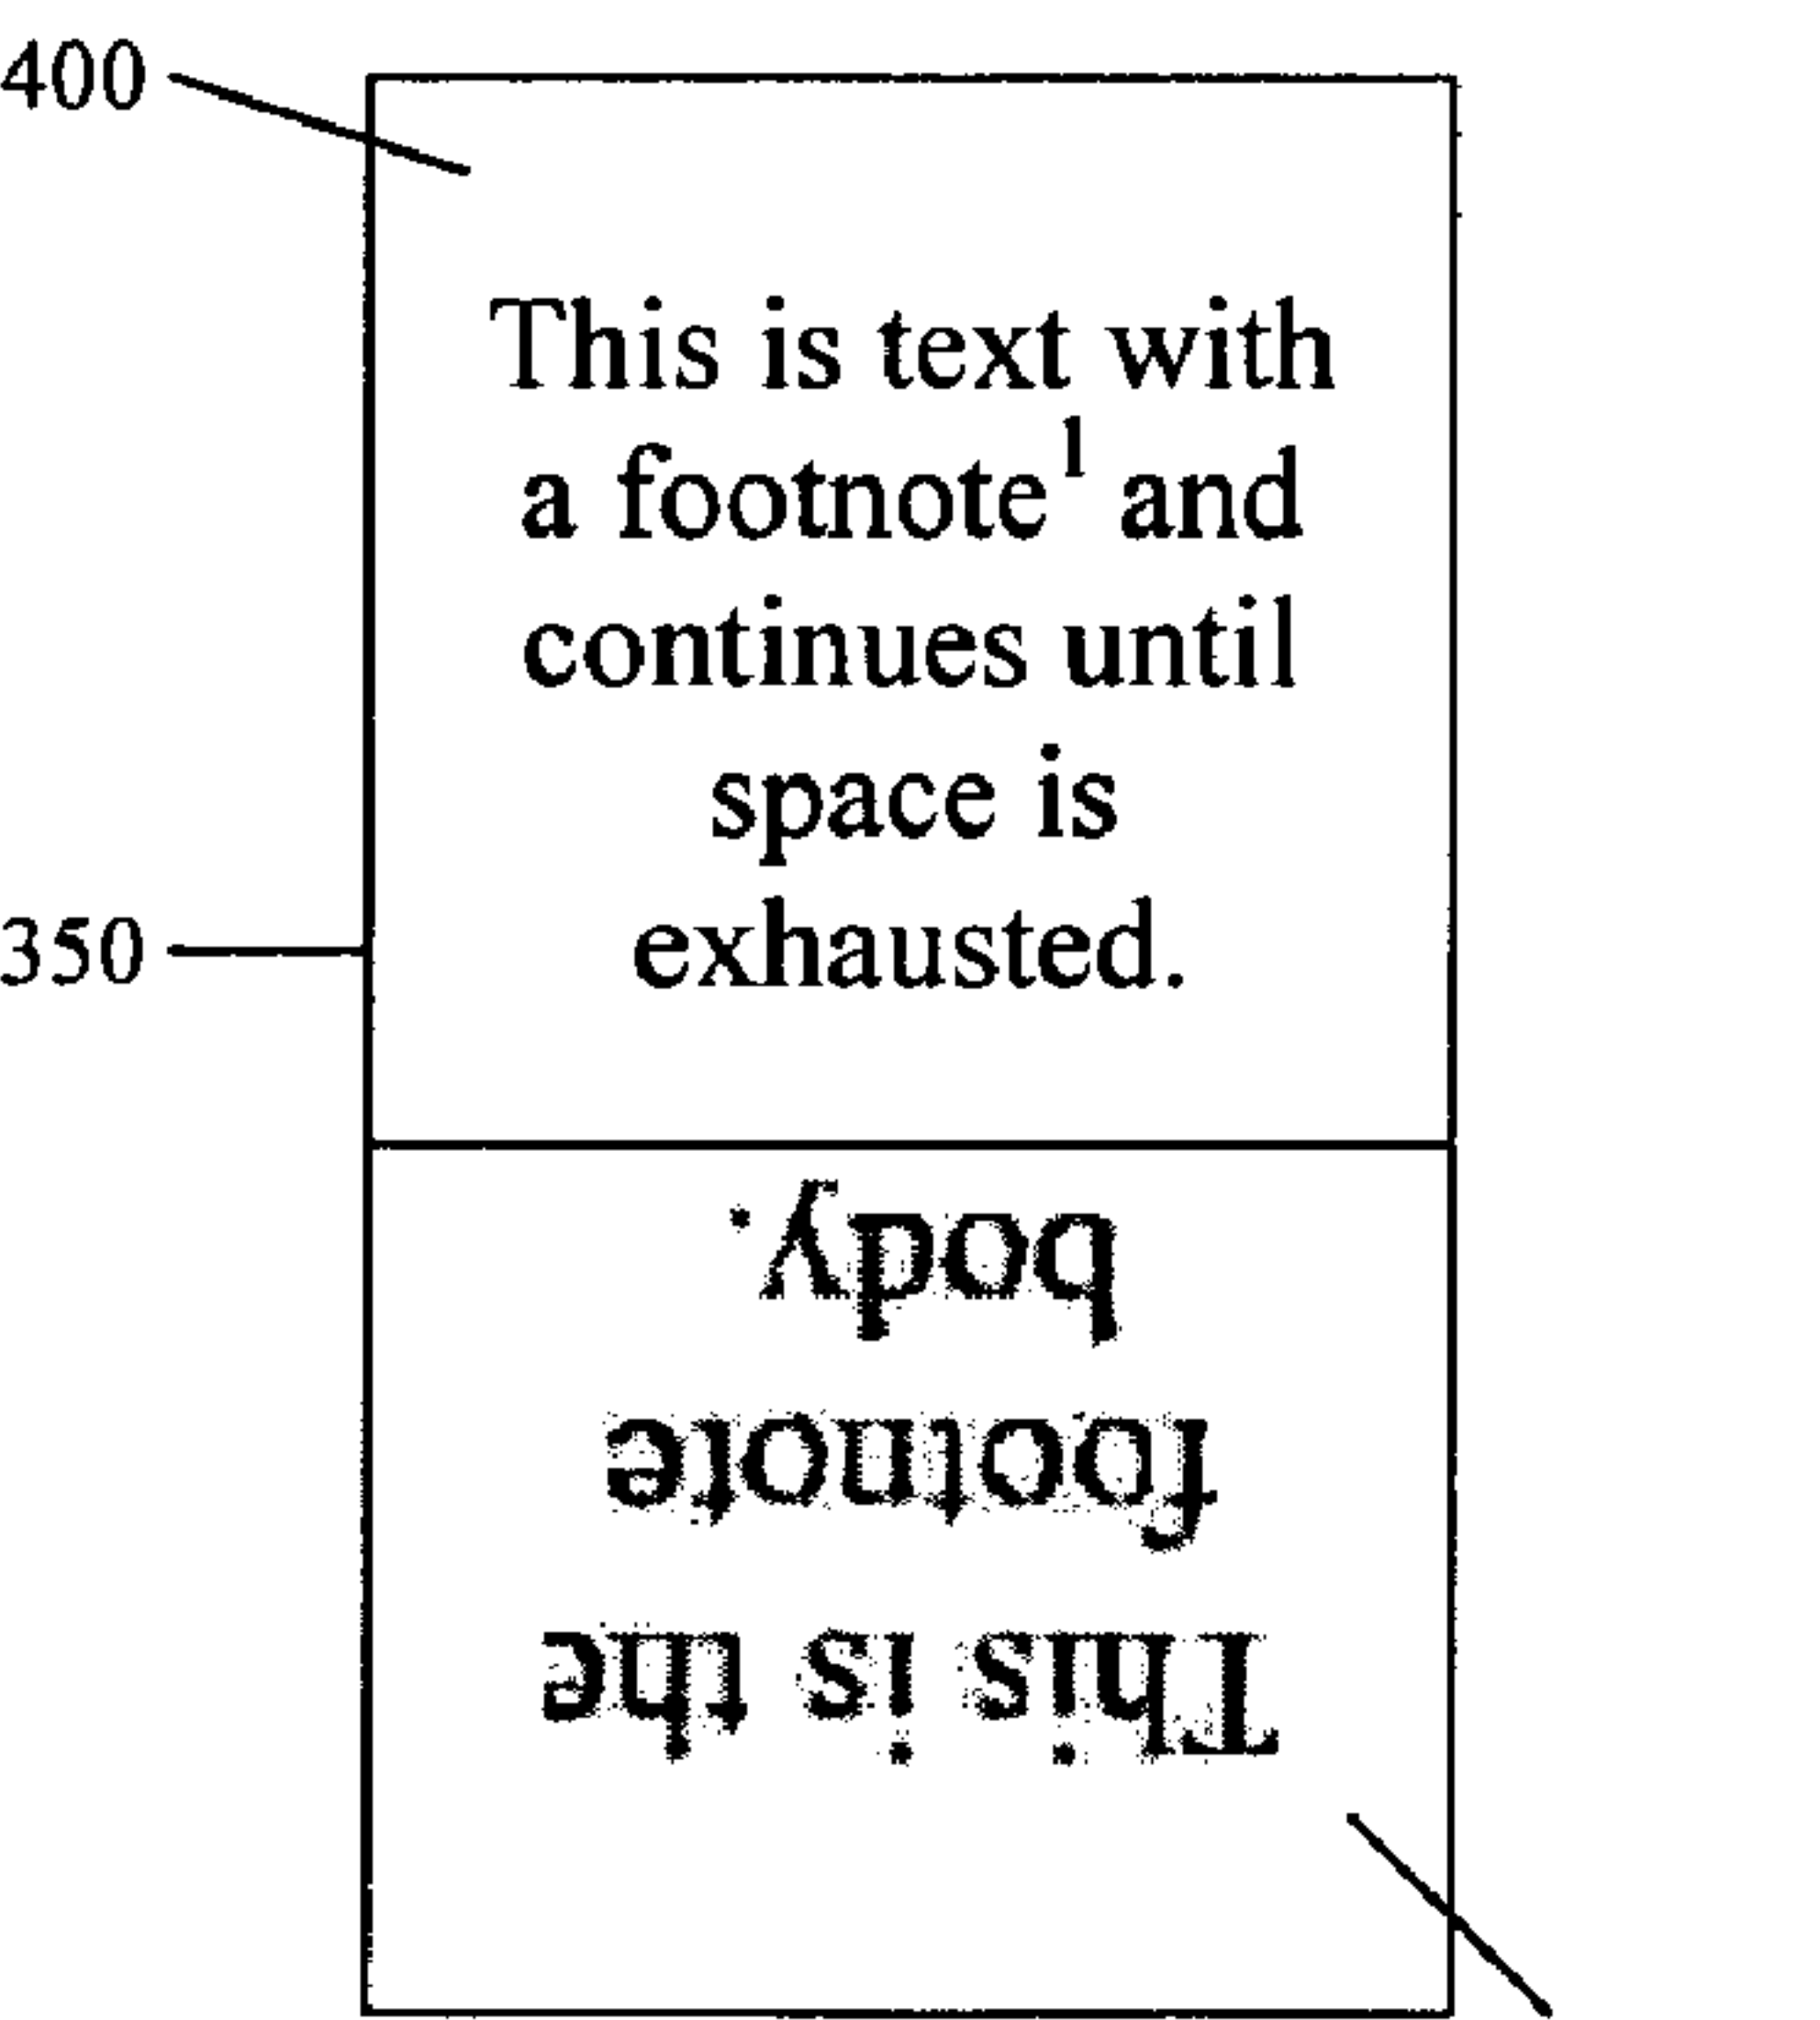 400
This is text with
a footnote1 and
continues until
space is
exhausted.
350
This is the
footnote
body.